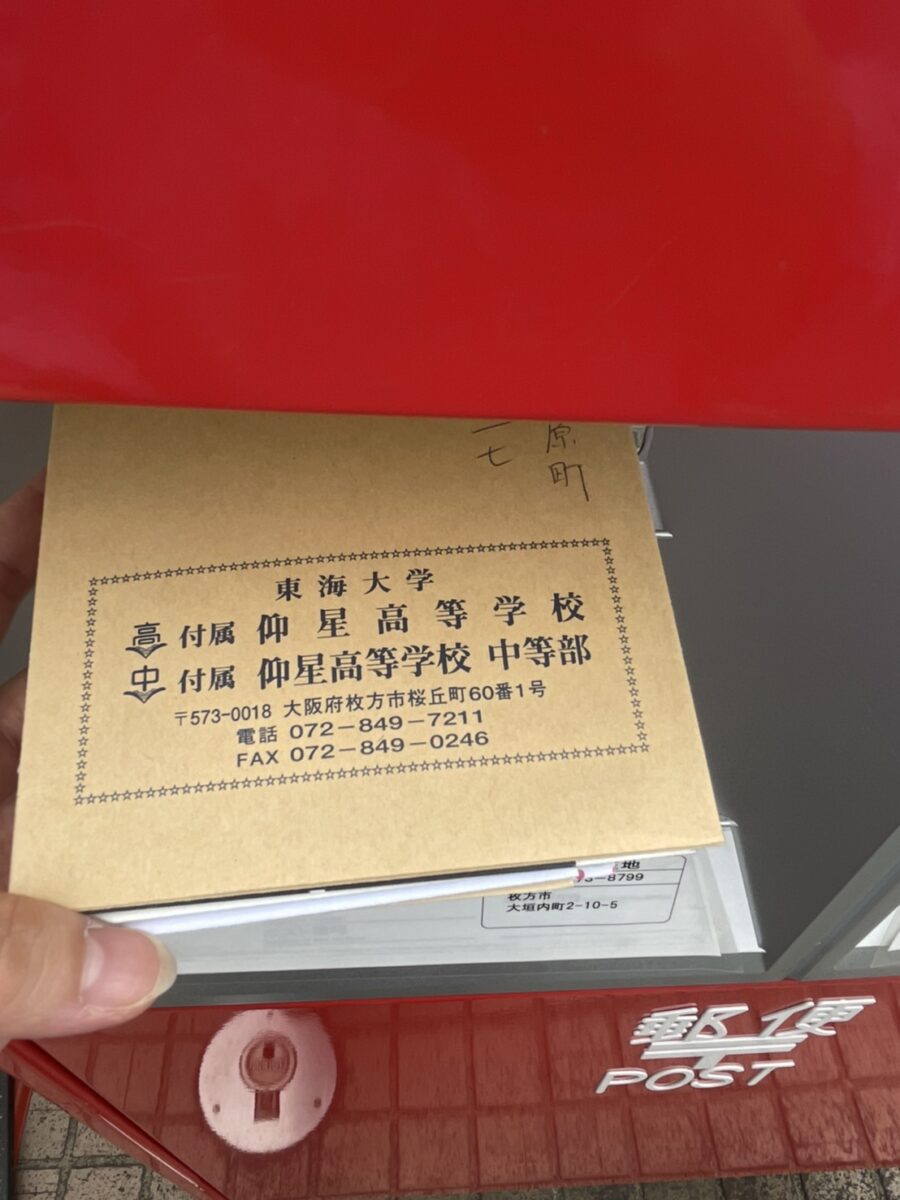 原町
一七
東海大学
高 付属 仰星高等学校
中 付属 仰星高等学校 中等部
〒573-0018 大阪府枚方市桜丘町60番1号
電話 072-849-7211
FAX 072-849-0246
地
-8799
枚方市
大垣内町2-10-5
郵便
POST